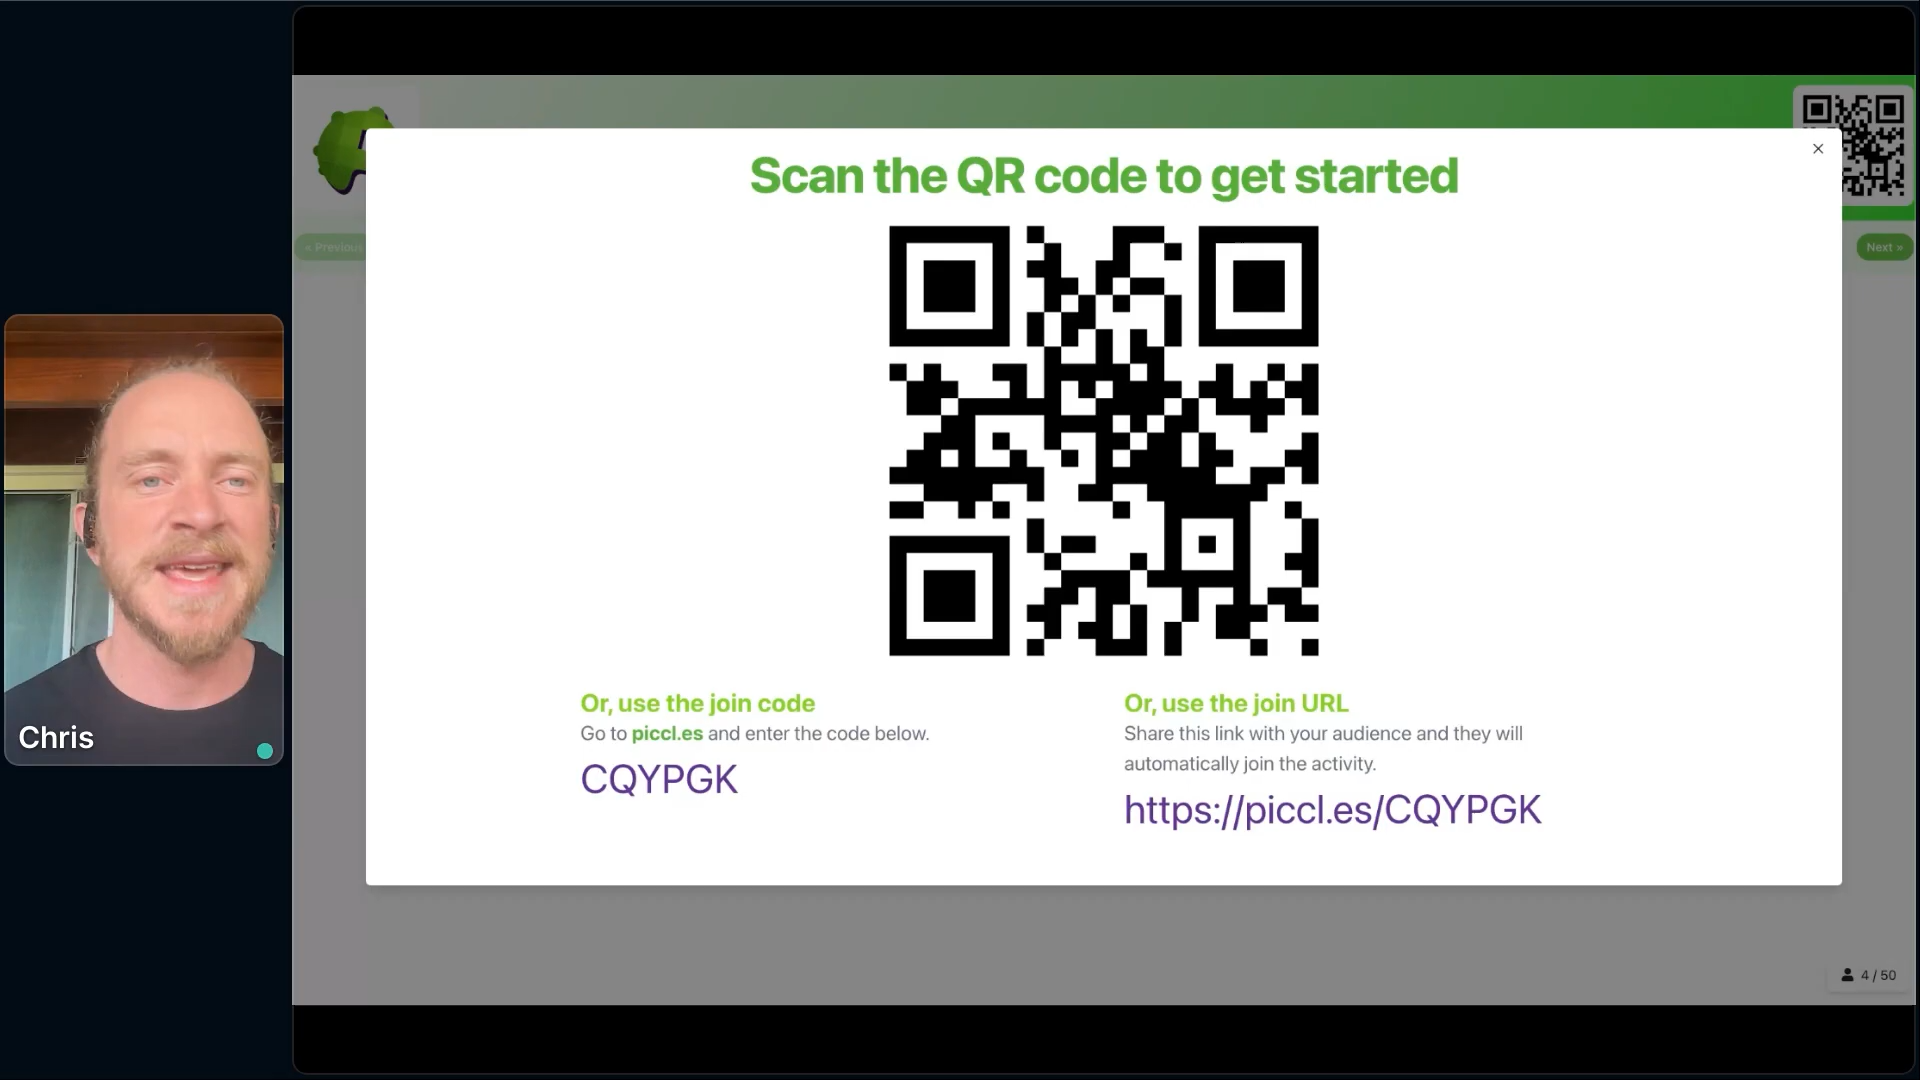 Scan the QR code to get started
« Previous
Next »
Or, use the join code
Go to piccl.es and enter the code below.
CQYPGK
Or, use the join URL
Share this link with your audience and they will
automatically join the activity.
https://piccl.es/CQYPGK
Chris
4 / 50